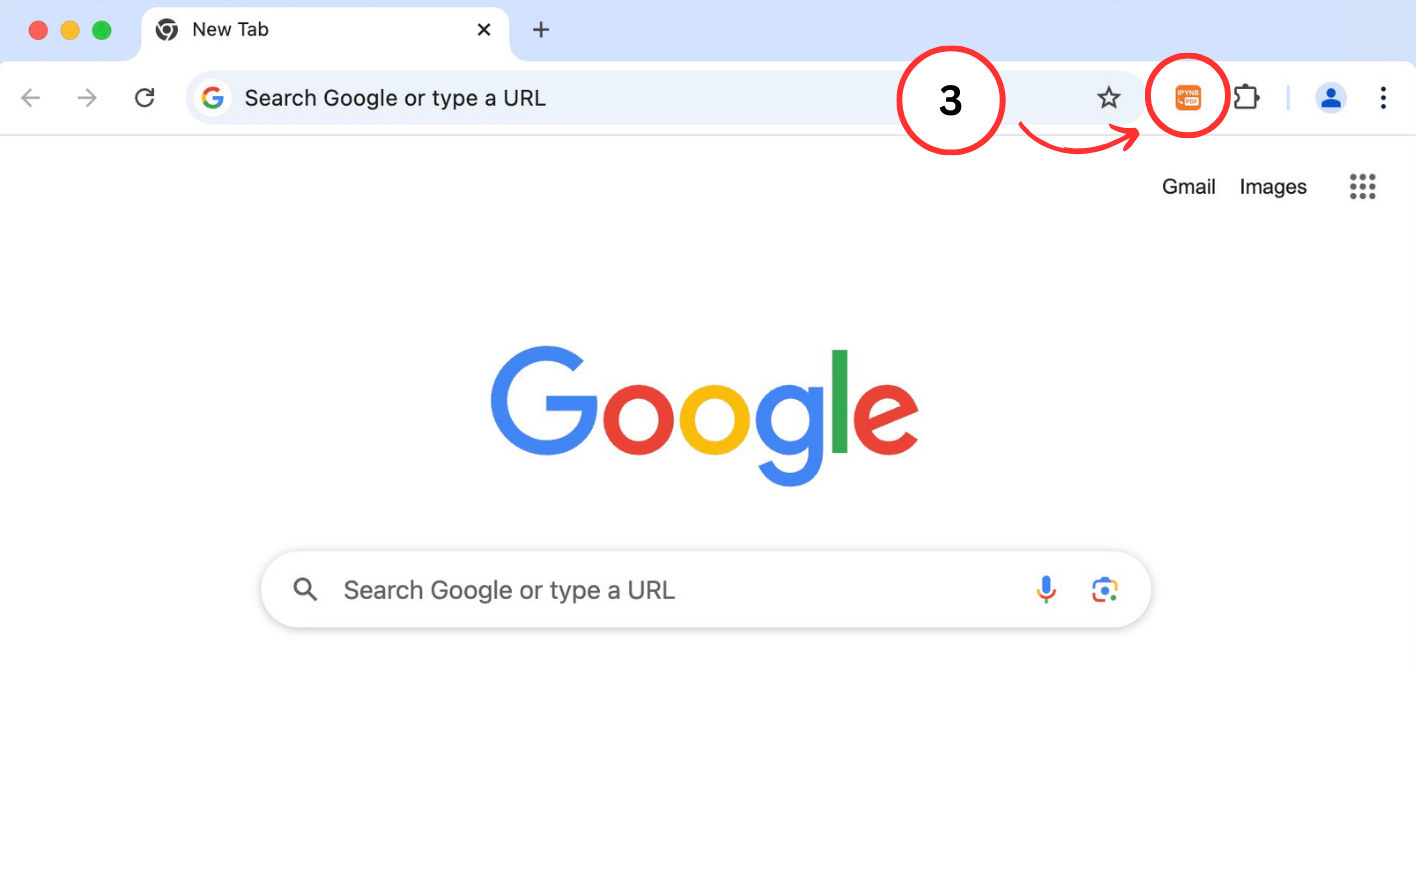 New Tab
Search Google or type a URL
3
IPYNB
PDF
Gmail Images
Google
Search Google or type a URL